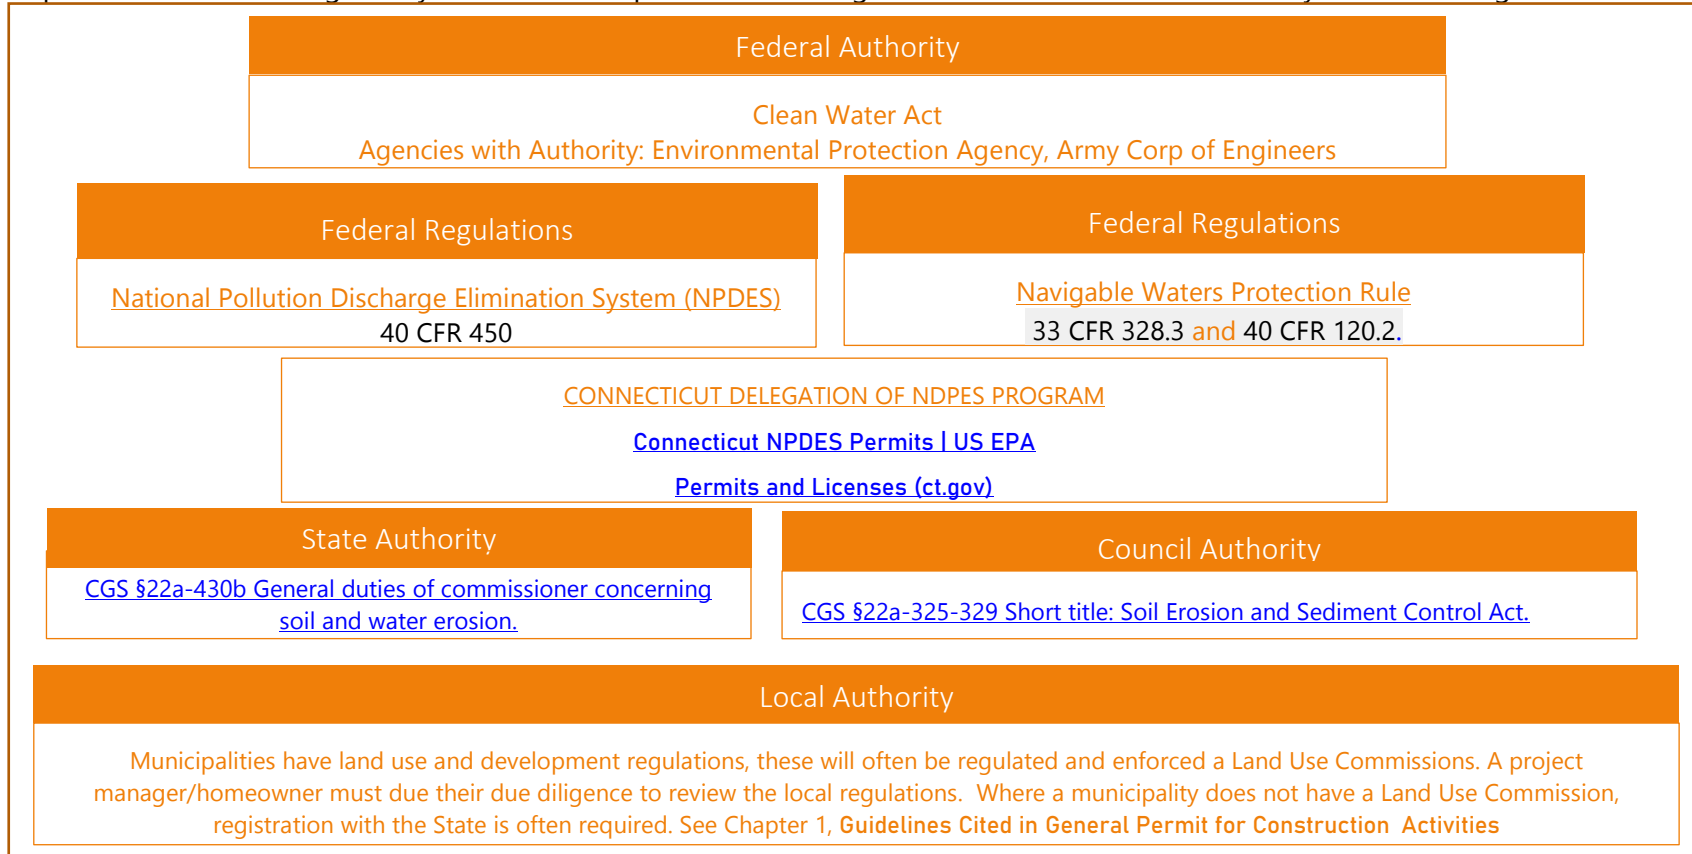 Federal Authority
Clean Water Act
Agencies with Authority: Environmental Protection Agency, Army Corp of Engineers
Federal Regulations
National Pollution Discharge Elimination System (NPDES)
40 CFR 450
Federal Regulations
Navigable Waters Protection Rule
33 CFR 328.3 and 40 CFR 120.2.
CONNECTICUT DELEGATION OF NDPES PROGRAM
Connecticut NPDES Permits | US EPA
Permits and Licenses (ct.gov)
State Authority
CGS §22a-430b General duties of commissioner concerning
soil and water erosion.
Council Authority
CGS §22a-325-329 Short title: Soil Erosion and Sediment Control Act.
Local Authority
Municipalities have land use and development regulations, these will often be regulated and enforced a Land Use Commissions. A project
manager/homeowner must due their due diligence to review the local regulations. Where a municipality does not have a Land Use Commission,
registration with the State is often required. See Chapter 1, Guidelines Cited in General Permit for Construction Activities